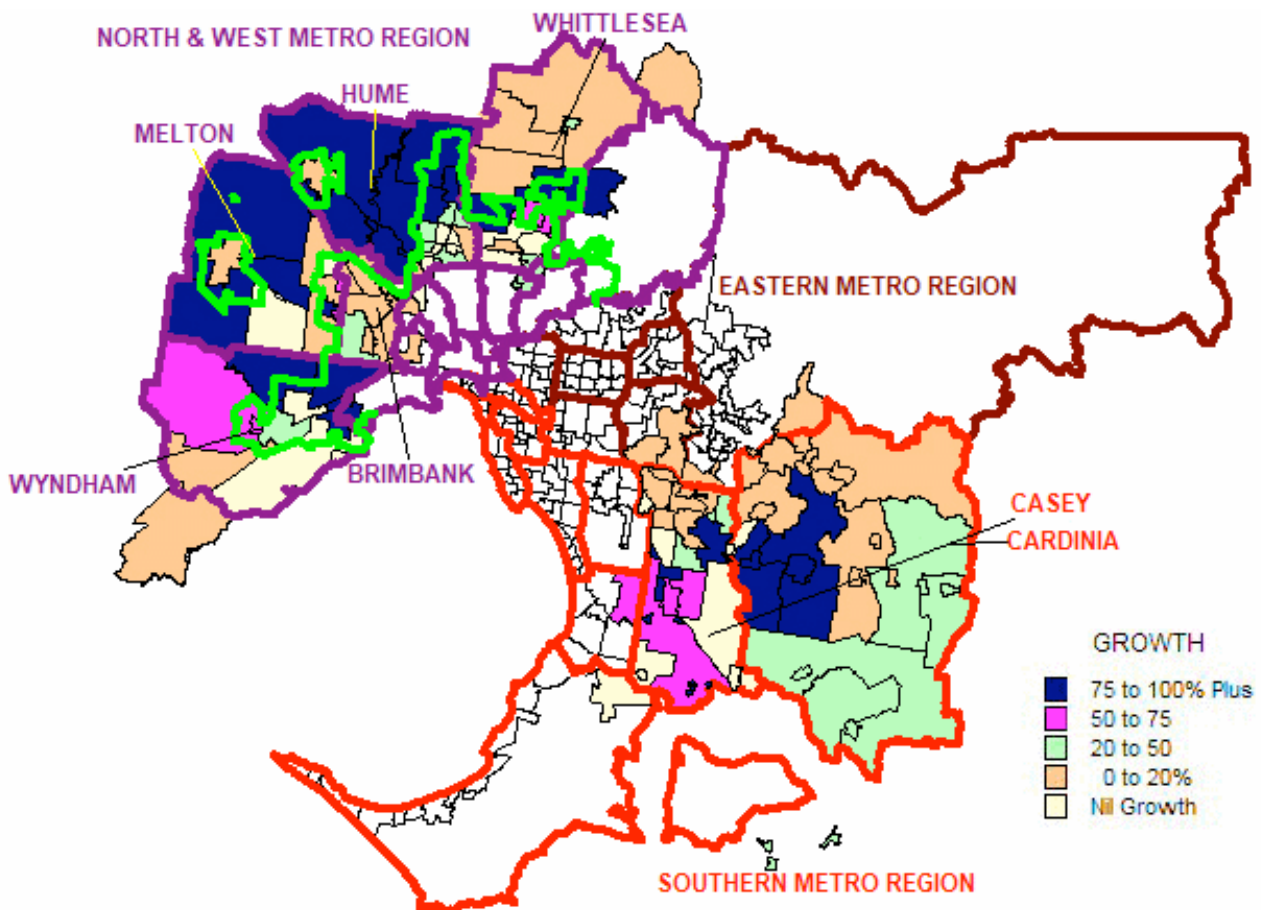 WHITTLESEA
NORTH & WEST METRO REGION
HUME
MELTON
EASTERN METRO REGION
WYNDHAM
BRIMBANK
CASEY
CARDINIA
GROWTH
75 to 100% Plus
50 to 75
20 to 50
0 to 20%
Nil Growth
SOUTHERN METRO REGION